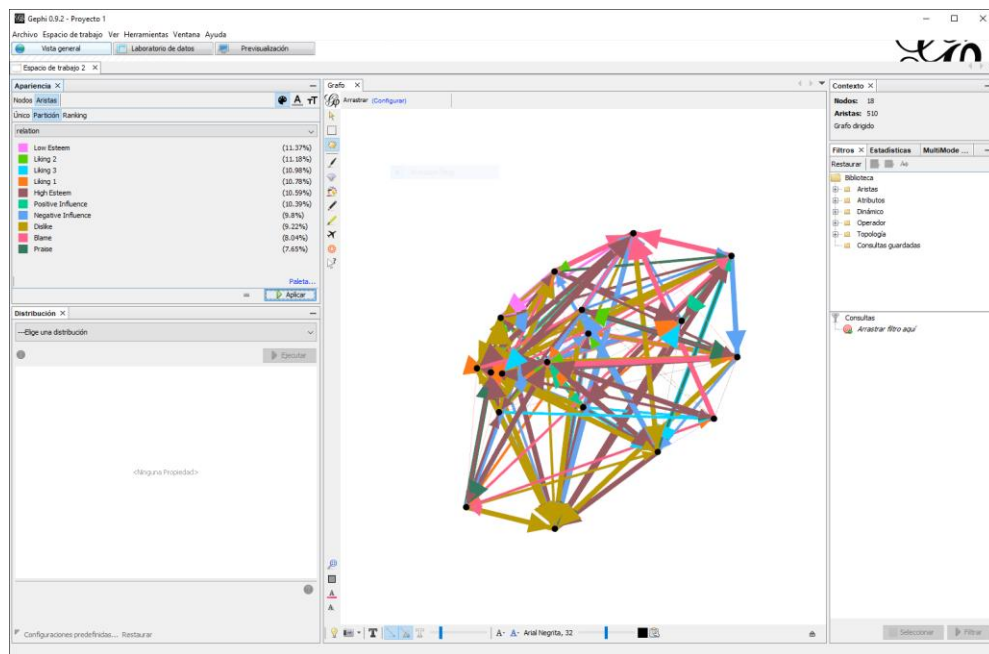 Gephi 0.9.2 - Proyecto 1
Archivo Espacio de trabajo Ver Herramientas Ventana Ayuda
Vista general Laboratorio de datos Previsualización
Espacio de trabajo 2 ×
Apariencia ×
Nodos Aristas
Único Partición Ranking
relation
Low Esteem (11.37%)
Liking 2 (11.18%)
Liking 3 (10.98%)
Liking 1 (10.78%)
High Esteem (10.59%)
Positive Influence (10.39%)
Negative Influence (9.8%)
Dislike (9.22%)
Blame (8.04%)
Praise (7.65%)
Paleta...
Aplicar
Distribución ×
---Elige una distribución
Ejecutar
<Ninguna Propiedad>
Configuraciones predefinidas... Restaurar
Grafo ×
Arrastrar (Configurar)
A- A- Arial Negrita, 32
Contexto ×
Nodos: 18
Aristas: 510
Grafo dirigido
Filtros × Estadísticas MultiMode ...
Restaurar
Biblioteca
Aristas
Atributos
Dinámico
Operador
Topología
Consultas guardadas
Consultas
Arrastrar filtro aquí
Seleccionar Filtrar